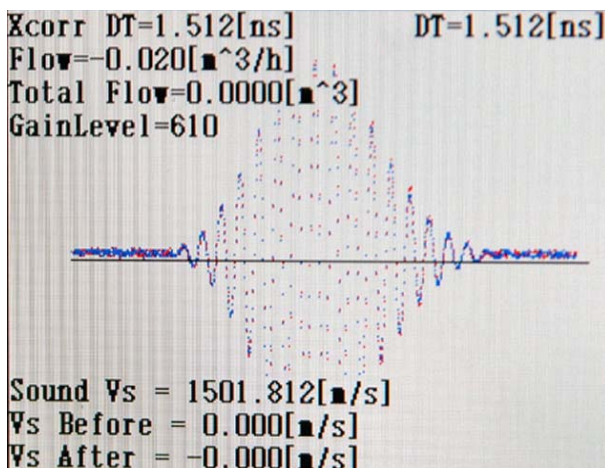 Xcorr DT=1.512[ns] DT=1.512[ns]
Flow=-0.020[m^3/h]
Total Flow=0.0000[m^3]
GainLevel=610
Sound Vs = 1501.812[m/s]
Vs Before = 0.000[m/s]
Vs After = -0.000[m/s]